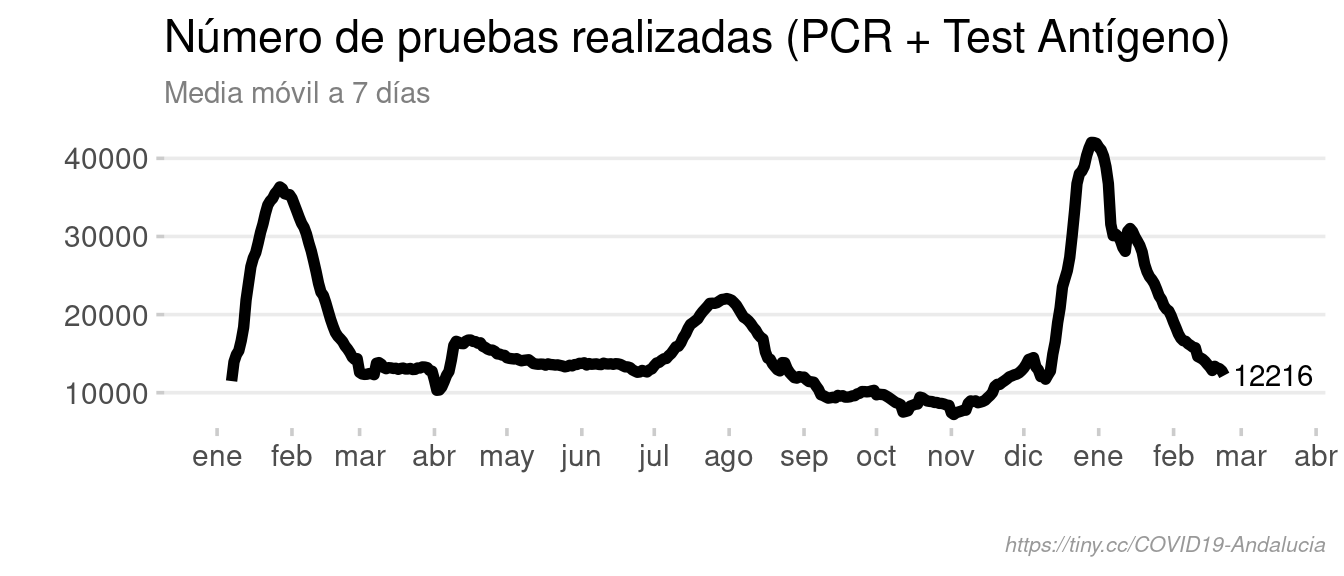 Número de pruebas realizadas (PCR + Test Antígeno)
Media móvil a 7 días
40000
30000
20000
10000
12216
ene feb mar abr may jun jul ago sep oct nov dic ene feb mar abr
https://tiny.cc/COVID19-Andalucia